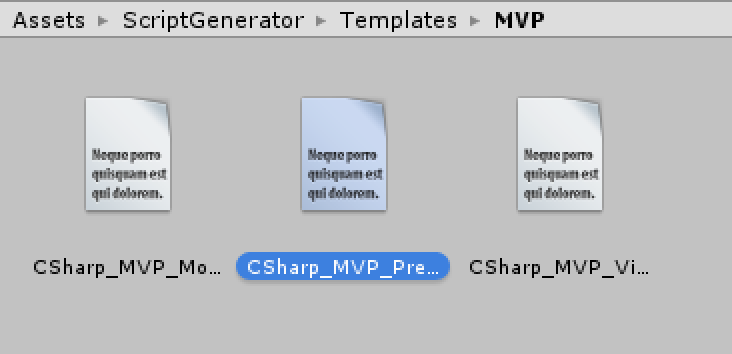 Assets ▸ ScriptGenerator ▸ Templates ▸ MVP
Neque porro
quisquam est
qui dolorem.
Neque porro
quisquam est
qui dolorem.
Neque porro
quisquam est
qui dolorem.
CSharp_MVP_Mo... CSharp_MVP_Pre... CSharp_MVP_Vi...